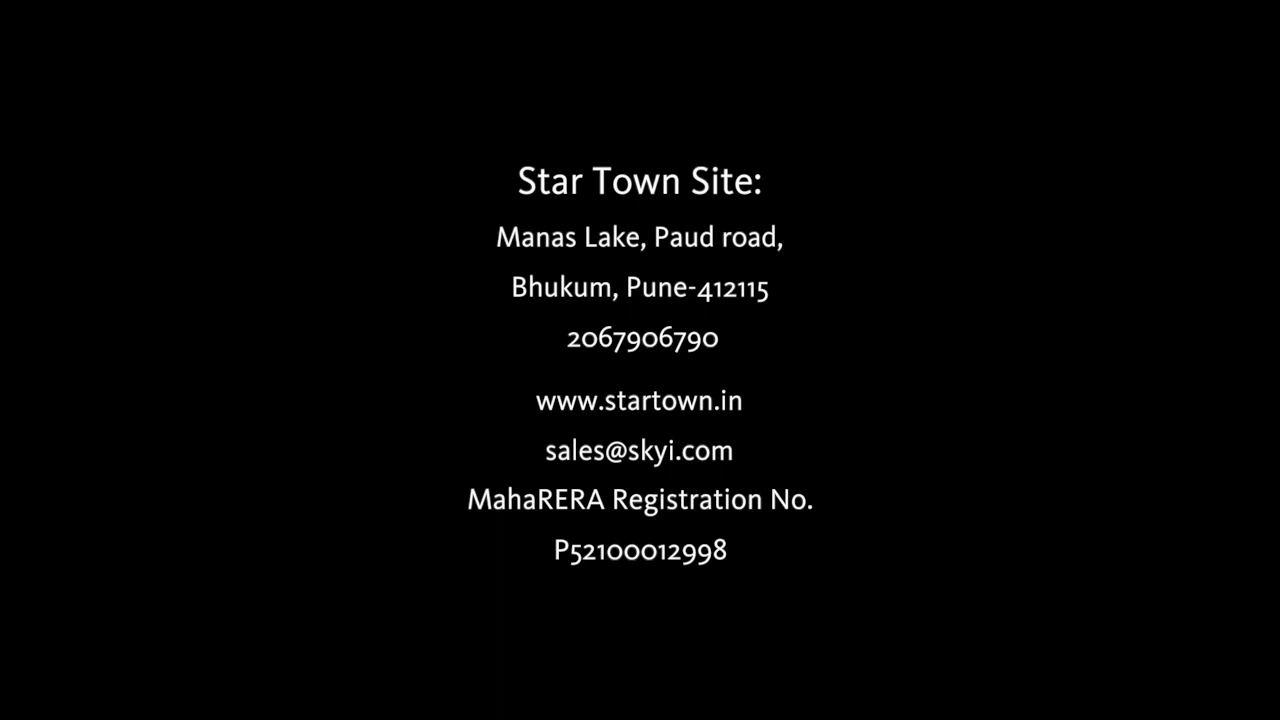 Star Town Site:
Manas Lake, Paud road,
Bhukum, Pune-412115
2067906790
www.startown.in
sales@skyi.com
MahaRERA Registration No.
P52100012998